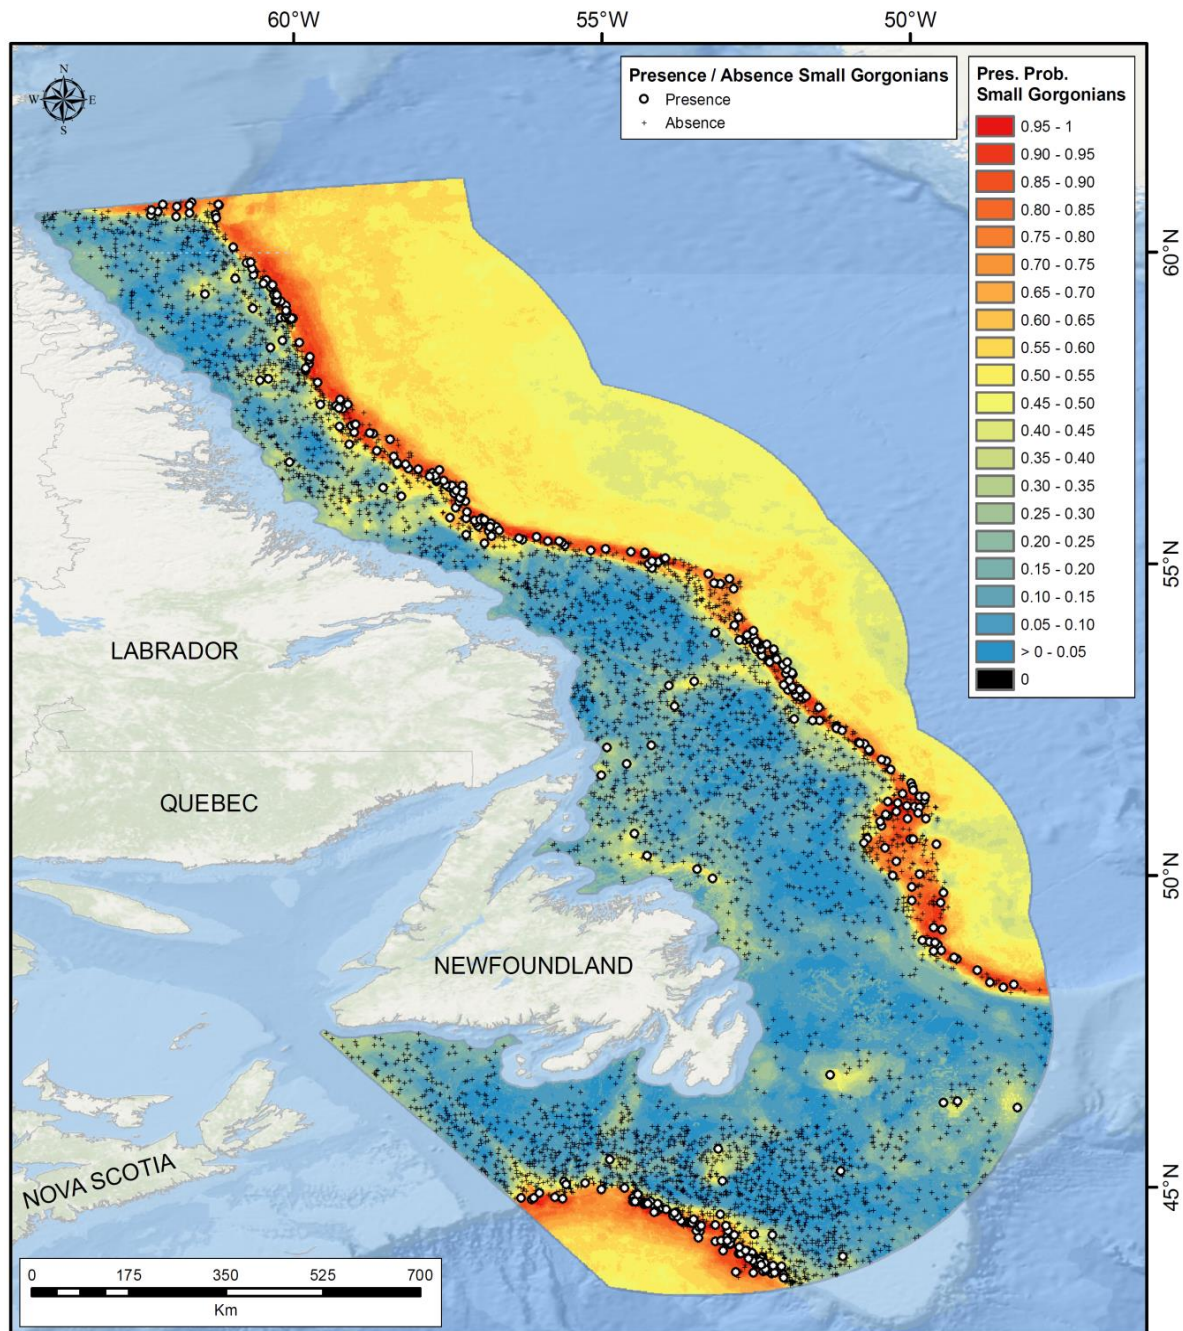 60°W 55°W 50°W
N
W E
S
Presence / Absence Small Gorgonians
Presence
Absence
Pres. Prob.
Small Gorgonians
0.95 - 1
0.90 - 0.95
0.85 - 0.90
0.80 - 0.85
0.75 - 0.80
0.70 - 0.75
0.65 - 0.70
0.60 - 0.65
0.55 - 0.60
0.50 - 0.55
0.45 - 0.50
0.40 - 0.45
0.35 - 0.40
0.30 - 0.35
0.25 - 0.30
0.20 - 0.25
0.15 - 0.20
0.10 - 0.15
0.05 - 0.10
> 0 - 0.05
0
60°N
55°N
50°N
45°N
LABRADOR
QUEBEC
NEWFOUNDLAND
NOVA SCOTIA
0 175 350 525 700
Km